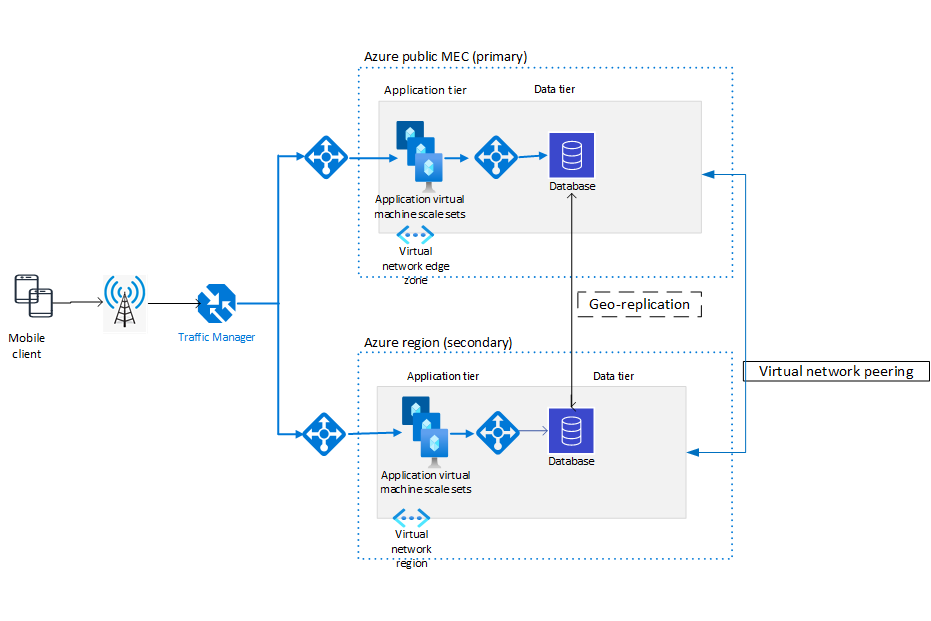 Azure public MEC (primary)
Application tier
Data tier
Database
Application virtual
machine scale sets
Virtual
network edge
zone
Geo-replication
Mobile
client
Traffic Manager
Azure region (secondary)
Virtual network peering
Application tier
Data tier
Database
Application virtual
machine scale sets
Virtual
network
region